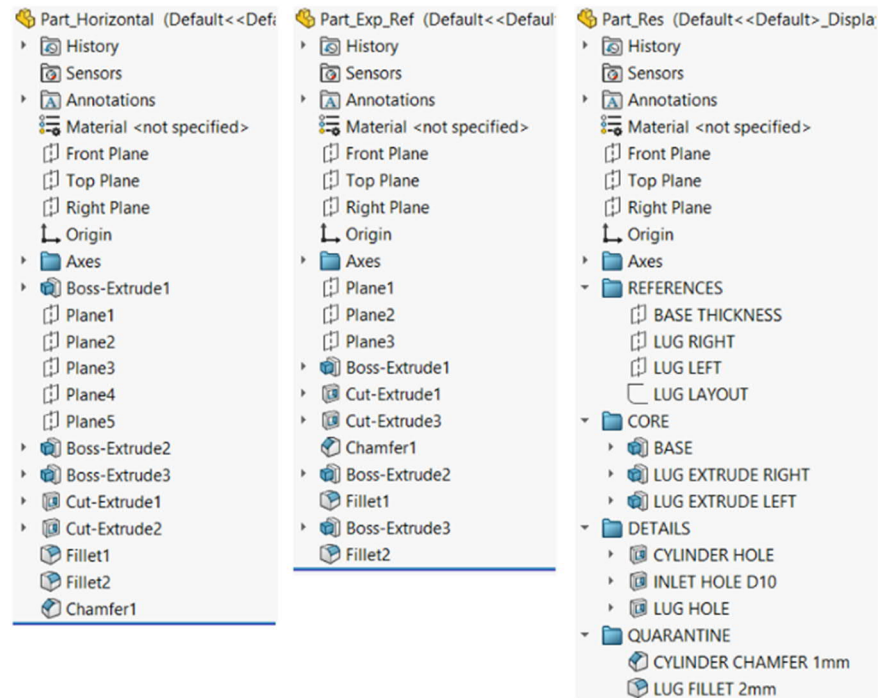 Part_Horizontal (Default<<Defa
History
Sensors
Annotations
Material <not specified>
Front Plane
Top Plane
Right Plane
Origin
Axes
Boss-Extrude1
Plane1
Plane2
Plane3
Plane4
Plane5
Boss-Extrude2
Boss-Extrude3
Cut-Extrude1
Cut-Extrude2
Fillet1
Fillet2
Chamfer1
Part_Exp_Ref (Default<<Defaul
History
Sensors
Annotations
Material <not specified>
Front Plane
Top Plane
Right Plane
Origin
Axes
Plane1
Plane2
Plane3
Boss-Extrude1
Cut-Extrude1
Cut-Extrude3
Chamfer1
Boss-Extrude2
Fillet1
Boss-Extrude3
Fillet2
Part_Res (Default<<Default>_Displa
History
Sensors
Annotations
Material <not specified>
Front Plane
Top Plane
Right Plane
Origin
Axes
REFERENCES
BASE THICKNESS
LUG RIGHT
LUG LEFT
LUG LAYOUT
CORE
BASE
LUG EXTRUDE RIGHT
LUG EXTRUDE LEFT
DETAILS
CYLINDER HOLE
INLET HOLE D10
LUG HOLE
QUARANTINE
CYLINDER CHAMFER 1mm
LUG FILLET 2mm